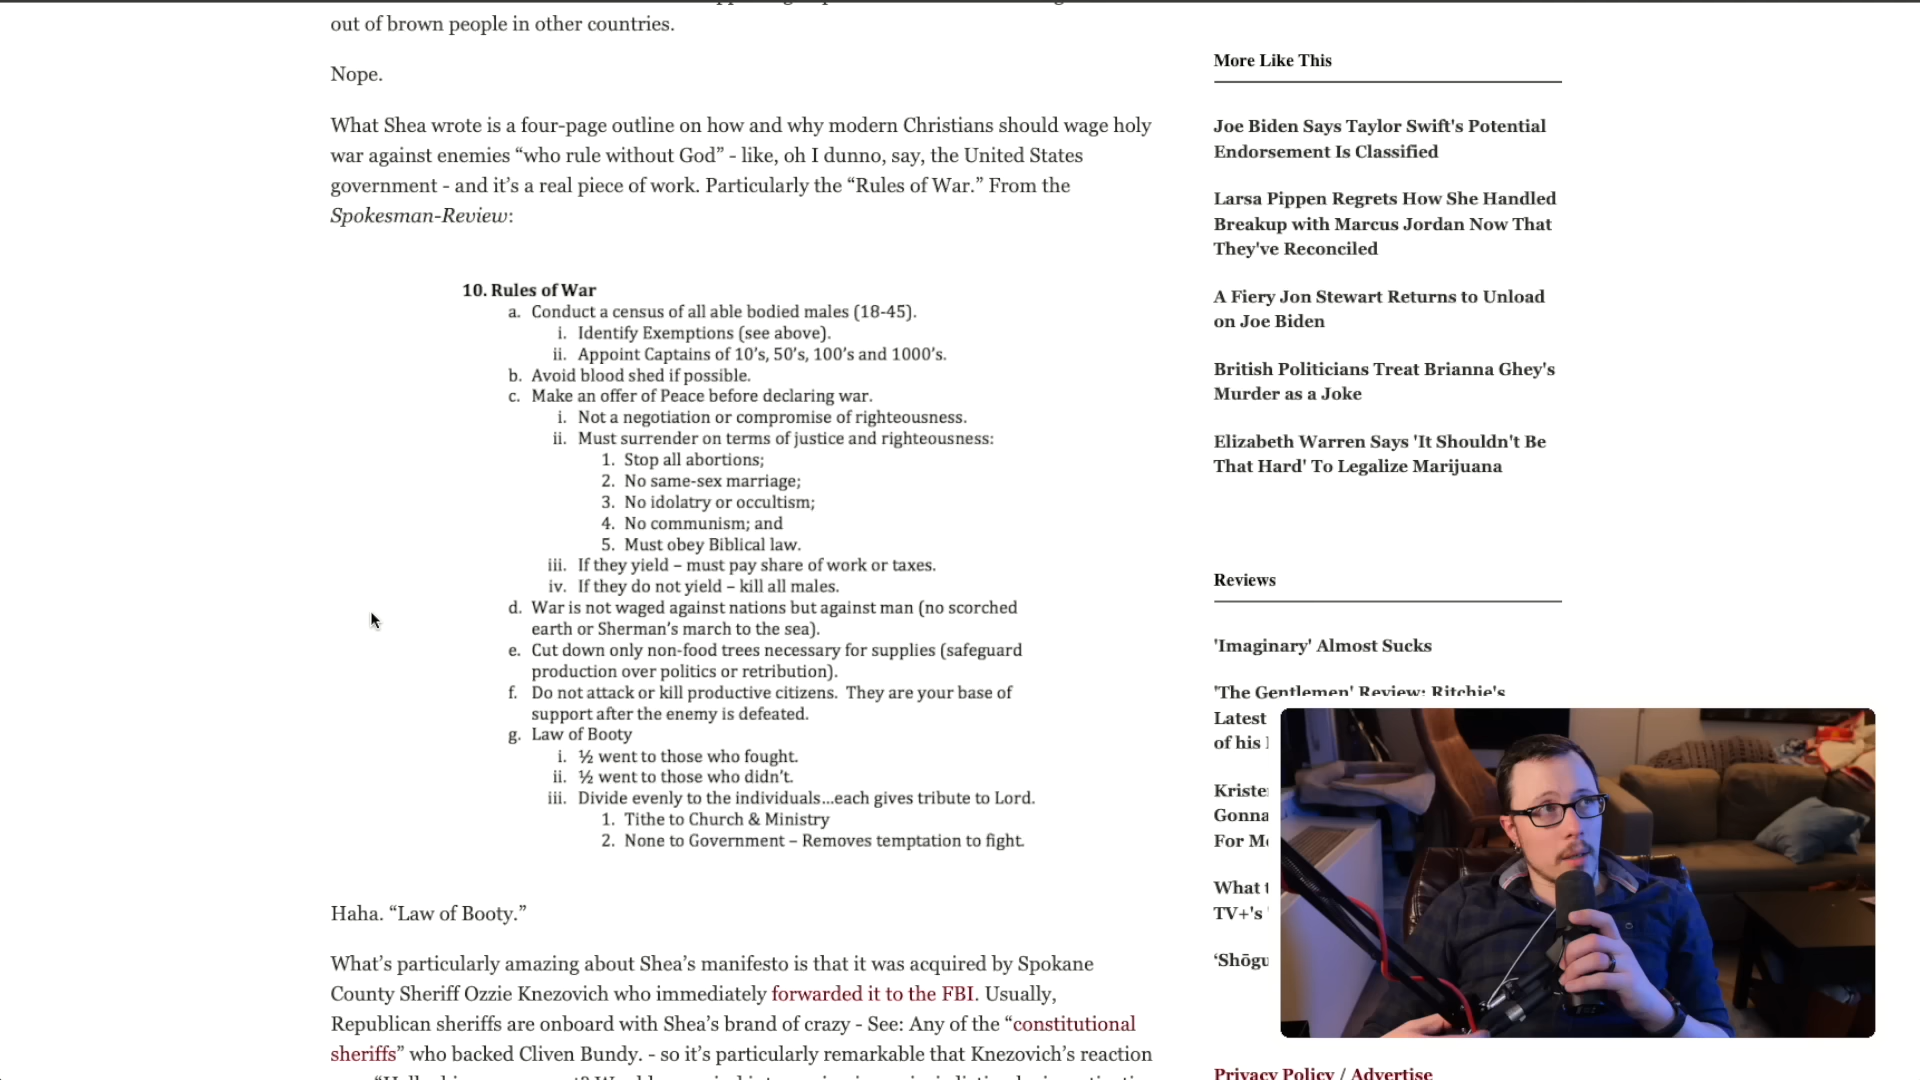 out of brown people in other countries.
Nope.
What Shea wrote is a four-page outline on how and why modern Christians should wage holy
war against enemies “who rule without God” - like, oh I dunno, say, the United States
government - and it’s a real piece of work. Particularly the “Rules of War.” From the
Spokesman-Review:
10. Rules of War
a. Conduct a census of all able bodied males (18-45).
i. Identify Exemptions (see above).
ii. Appoint Captains of 10’s, 50’s, 100’s and 1000’s.
b. Avoid blood shed if possible.
c. Make an offer of Peace before declaring war.
i. Not a negotiation or compromise of righteousness.
ii. Must surrender on terms of justice and righteousness:
1. Stop all abortions;
2. No same-sex marriage;
3. No idolatry or occultism;
4. No communism; and
5. Must obey Biblical law.
iii. If they yield – must pay share of work or taxes.
iv. If they do not yield – kill all males.
d. War is not waged against nations but against man (no scorched
earth or Sherman’s march to the sea).
e. Cut down only non-food trees necessary for supplies (safeguard
production over politics or retribution).
f. Do not attack or kill productive citizens. They are your base of
support after the enemy is defeated.
g. Law of Booty
i. ½ went to those who fought.
ii. ½ went to those who didn’t.
iii. Divide evenly to the individuals...each gives tribute to Lord.
1. Tithe to Church & Ministry
2. None to Government – Removes temptation to fight.
Haha. “Law of Booty.”
What’s particularly amazing about Shea’s manifesto is that it was acquired by Spokane
County Sheriff Ozzie Knezovich who immediately forwarded it to the FBI. Usually,
Republican sheriffs are onboard with Shea’s brand of crazy - See: Any of the “constitutional
sheriffs” who backed Cliven Bundy. - so it’s particularly remarkable that Knezovich’s reaction
More Like This
Joe Biden Says Taylor Swift's Potential
Endorsement Is Classified
Larsa Pippen Regrets How She Handled
Breakup with Marcus Jordan Now That
They've Reconciled
A Fiery Jon Stewart Returns to Unload
on Joe Biden
British Politicians Treat Brianna Ghey's
Murder as a Joke
Elizabeth Warren Says 'It Shouldn't Be
That Hard' To Legalize Marijuana
Reviews
'Imaginary' Almost Sucks
'The Gentlemen' Review: Ritchie's
Latest
of his
Kriste
Gonna
For M
What
TV+'s
‘Shōgu
Privacy Policy / Advertise